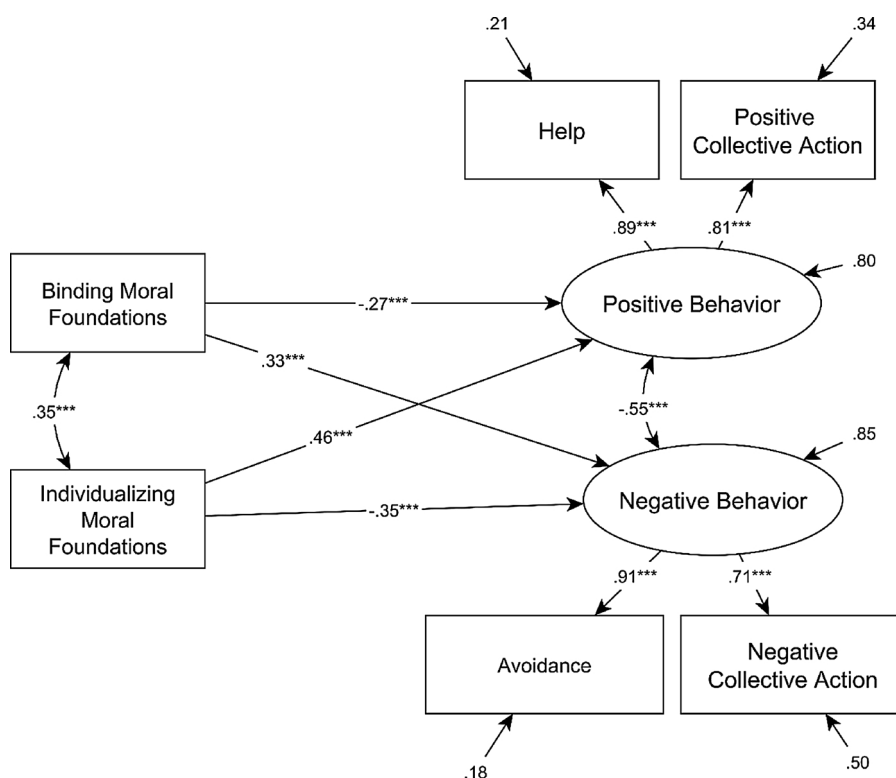 .21
.34
Help
Positive
Collective Action
.89***
.81***
.80
Binding Moral
Foundations
-.27***
Positive Behavior
.33***
.35***
-.55***
.46***
.85
Individualizing
Moral
Foundations
-.35***
Negative Behavior
.91***
.71***
Avoidance
Negative
Collective Action
.18
.50